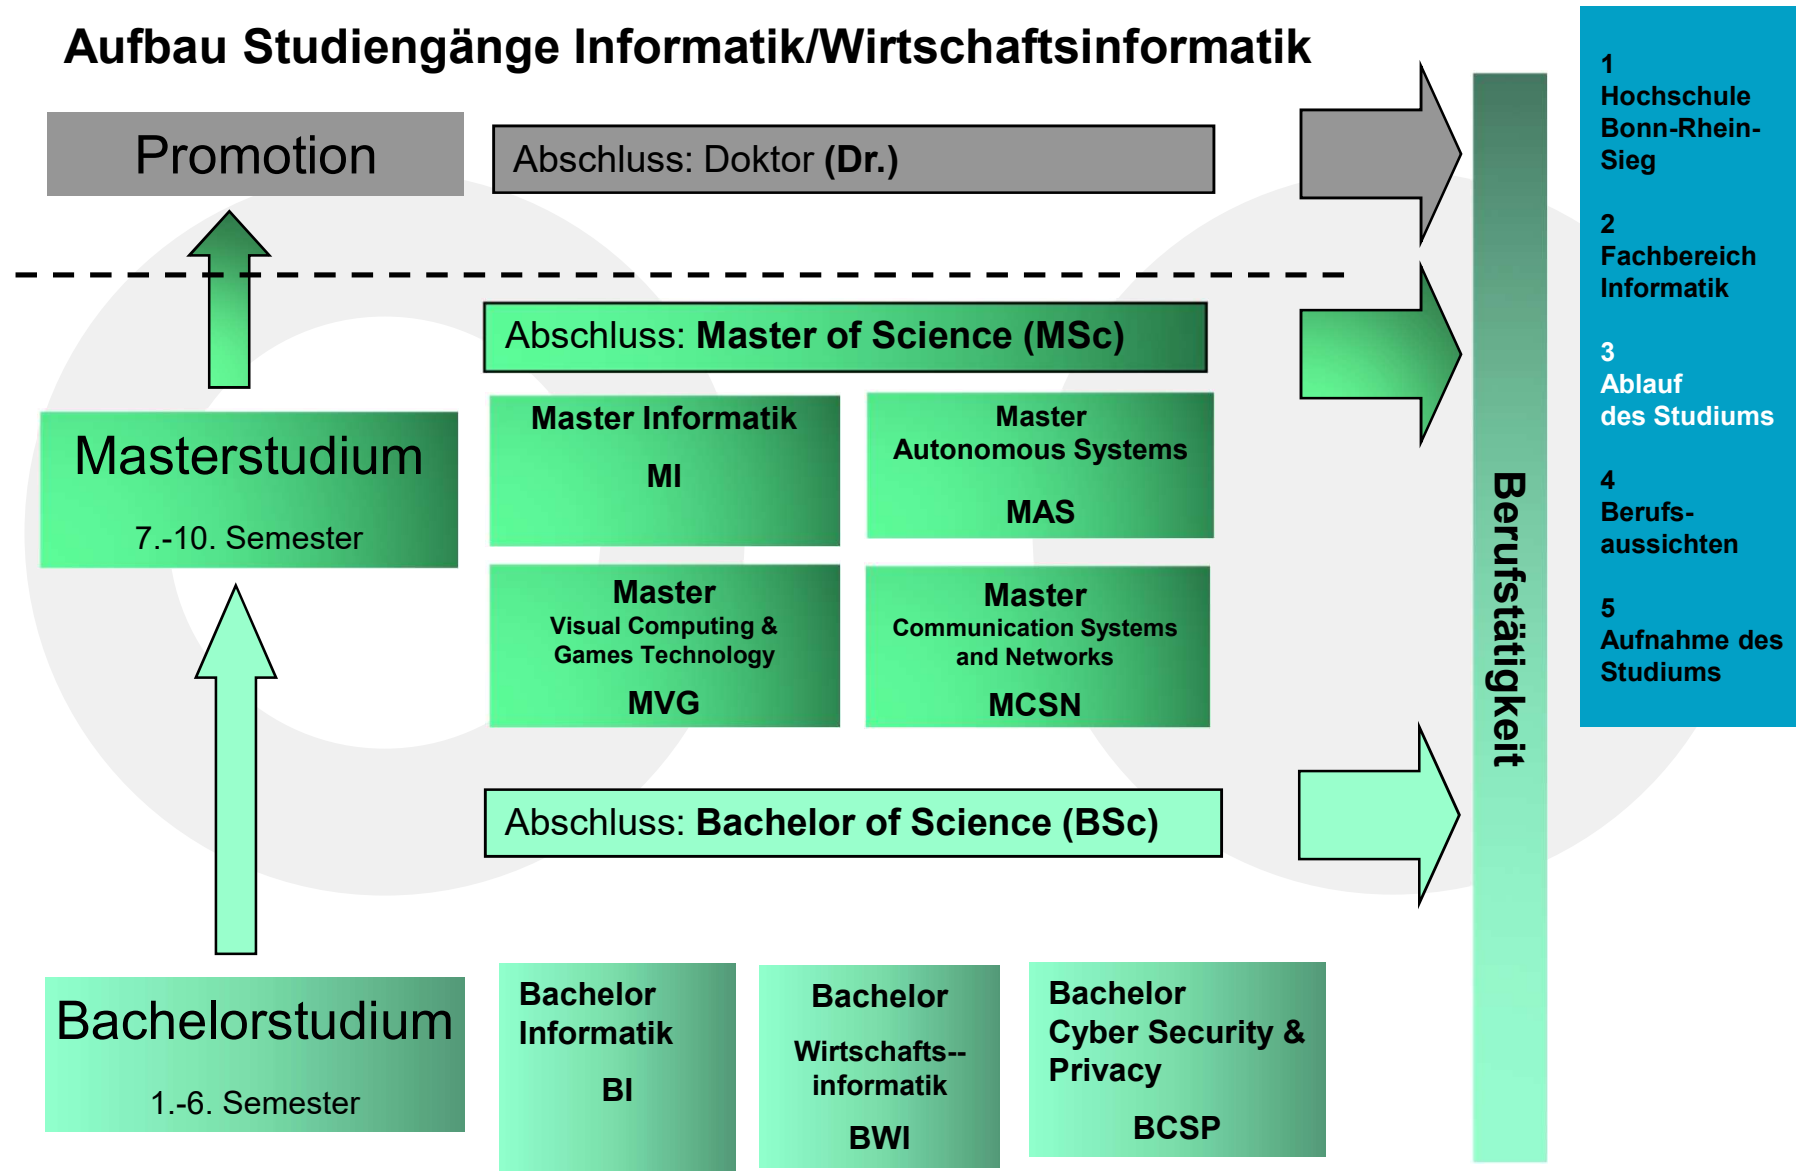 Aufbau Studiengänge Informatik/Wirtschaftsinformatik
Promotion
Abschluss: Doktor (Dr.)
Abschluss: Master of Science (MSc)
Masterstudium
7.-10. Semester
Master Informatik
MI
Master
Autonomous Systems
MAS
Master
Visual Computing &
Games Technology
MVG
Master
Communication Systems
and Networks
MCSN
Abschluss: Bachelor of Science (BSc)
Bachelorstudium
1.-6. Semester
Bachelor
Informatik
BI
Bachelor
Wirtschafts--
informatik
BWI
Bachelor
Cyber Security &
Privacy
BCSP
Berufstätigkeit
1
Hochschule
Bonn-Rhein-
Sieg
2
Fachbereich
Informatik
3
Ablauf
des Studiums
4
Berufs-
aussichten
5
Aufnahme des
Studiums